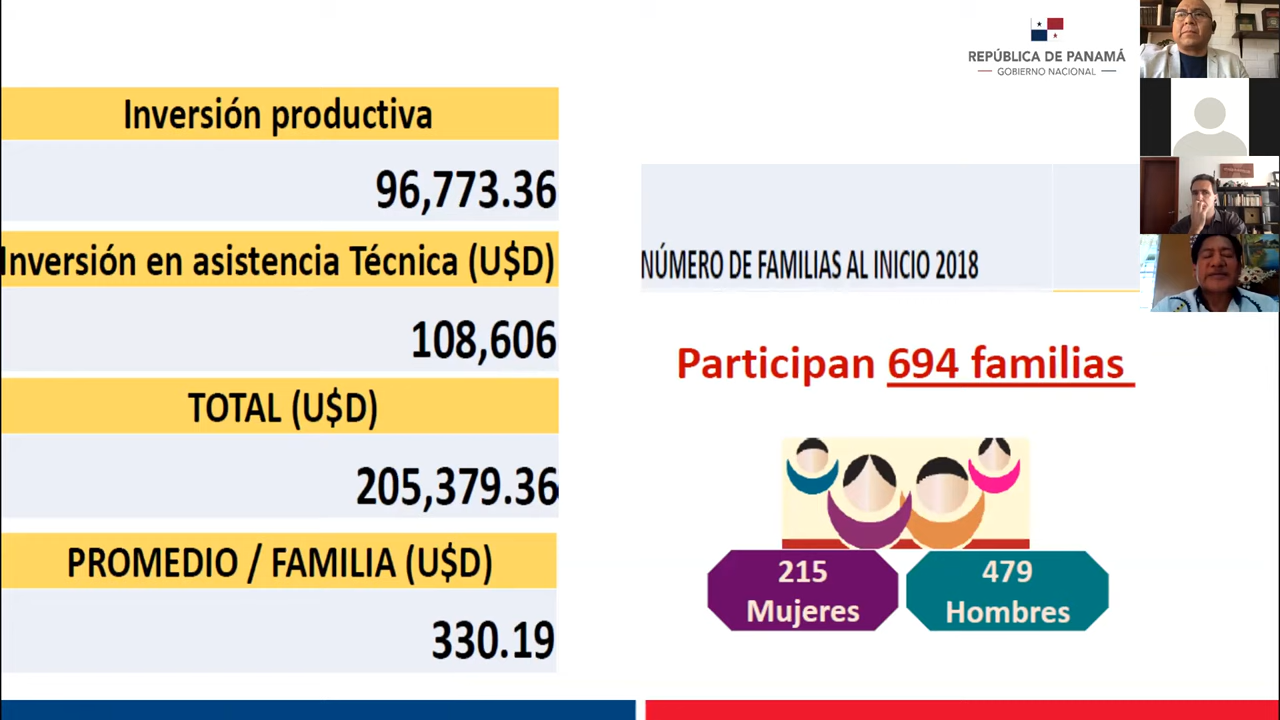 REPÚBLICA DE PANAMÁ
GOBIERNO NACIONAL
Inversión productiva
96,773.36
Inversión en asistencia Técnica (U$D)
108,606
TOTAL (U$D)
205,379.36
PROMEDIO / FAMILIA (U$D)
330.19
NÚMERO DE FAMILIAS AL INICIO 2018
Participan 694 familias
215
Mujeres
479
Hombres